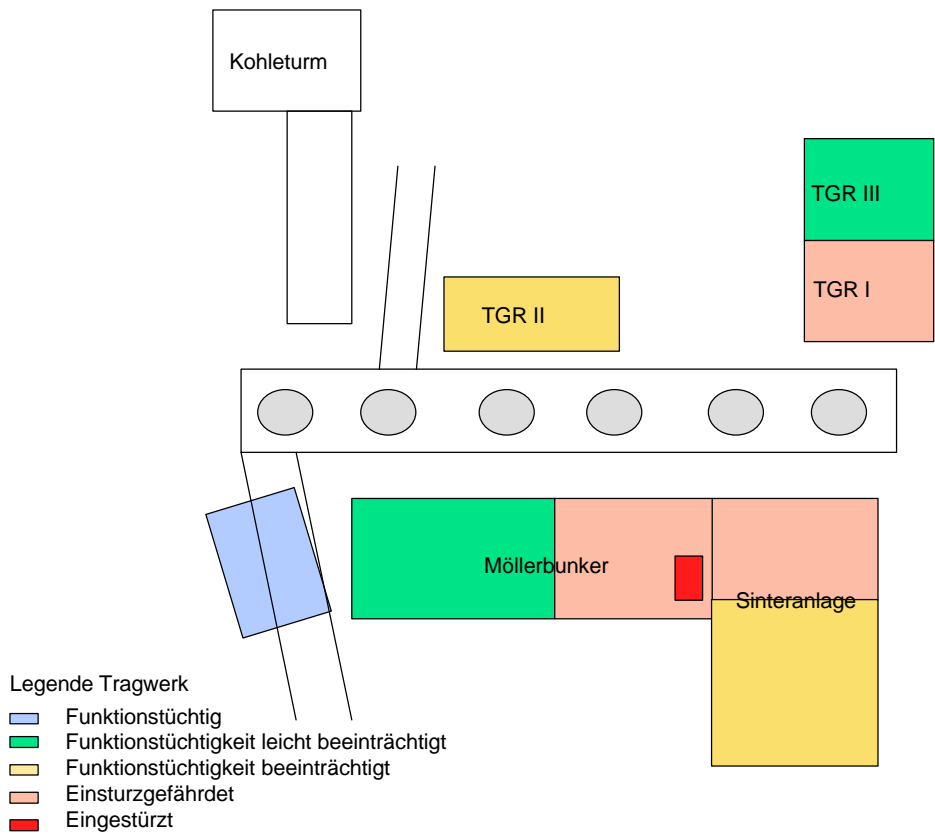 Kohleturm
TGR III
TGR I
TGR II
Möllerbunker
Sinteranlage
Legende Tragwerk
Funktionstüchtig
Funktionstüchtigkeit leicht beeinträchtigt
Funktionstüchtigkeit beeinträchtigt
Einsturzgefährdet
Eingestürzt